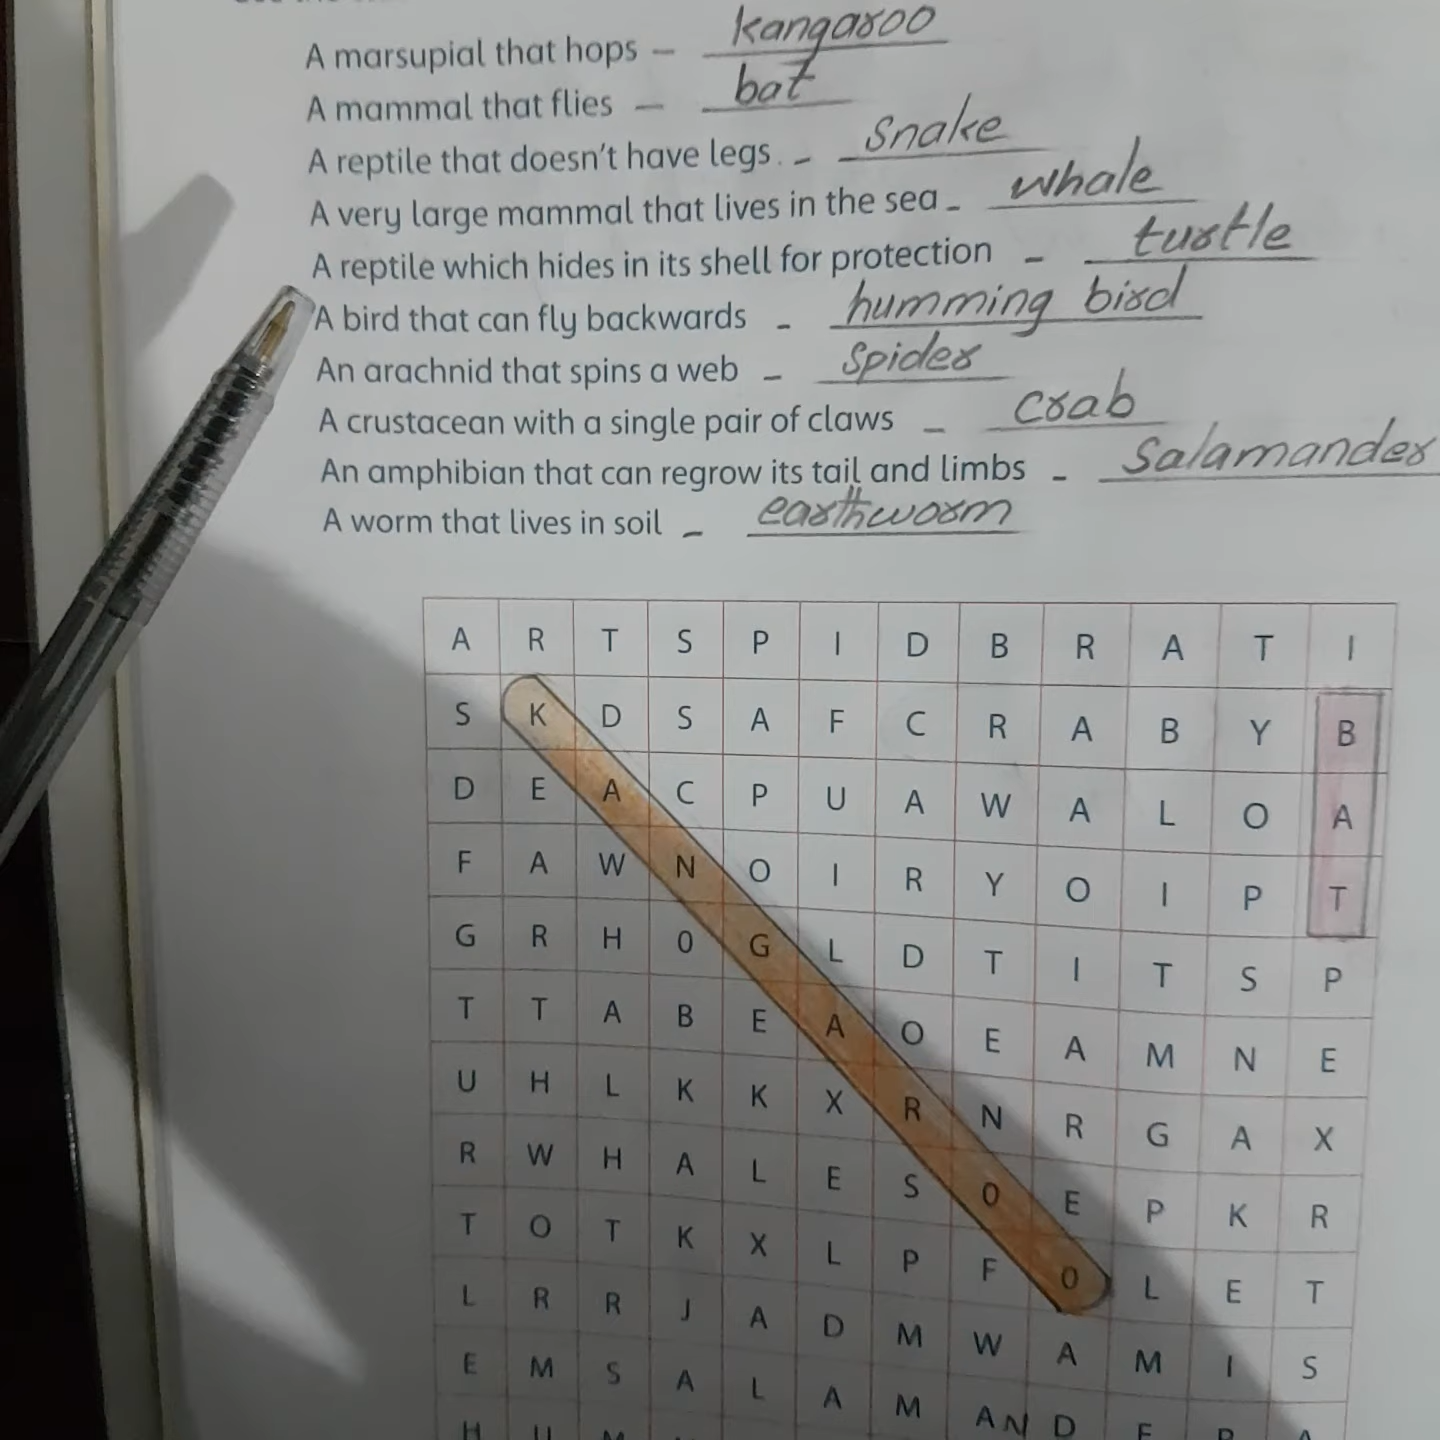 A marsupial that hops – kangaroo
A mammal that flies – bat
A reptile that doesn't have legs. – snake
A very large mammal that lives in the sea – whale
A reptile which hides in its shell for protection – turtle
A bird that can fly backwards – humming bird
An arachnid that spins a web – spider
A crustacean with a single pair of claws – crab
An amphibian that can regrow its tail and limbs – Salamander
A worm that lives in soil – earthworm
A R T S P I D B R A T I
S K D S A F C R A B Y B
D E A C P U A W A L O A
F A W N O I R Y O I P T
G R H O G L D T I T S P
T T A B E A O E A M N E
U H L K K X R N R G A X
R W H A L E S O E P K R
T O T K X L P F O L E T
L R R J A D M W A M I S
E M S A L A M AN D E R A
H U